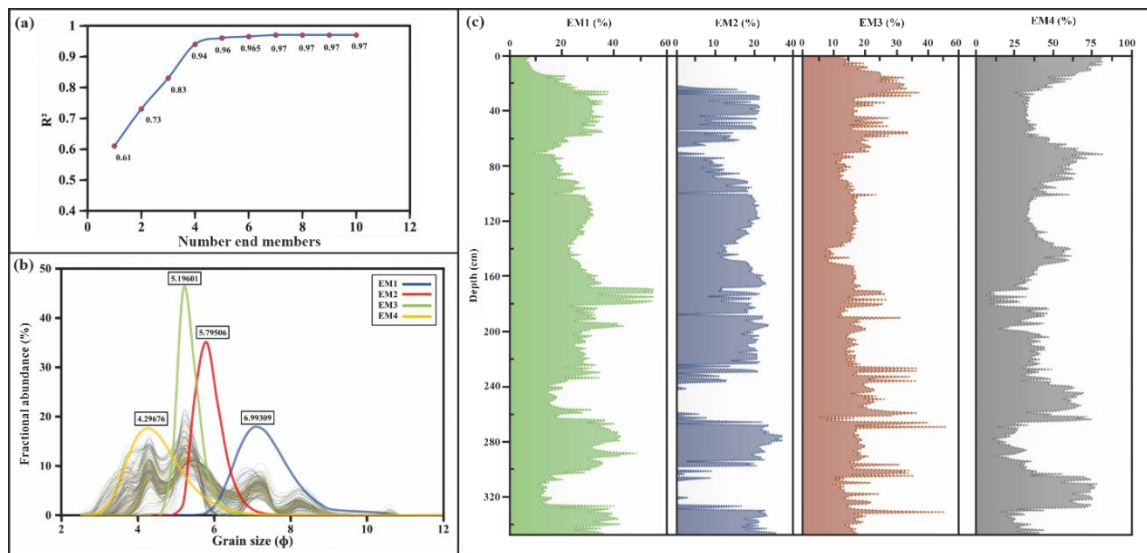 (a)
1
0.9
0.8
0.7
0.6
0.5
0.4
R²
0.61
0.73
0.83
0.94
0.96
0.965
0.97
0.97
0.97
0.97
0 2 4 6 8 10 12
Number end members
(b)
50
40
30
20
10
0
Fractional abundance (%)
5.19601
5.79506
4.29676
6.99309
EM1
EM2
EM3
EM4
2 4 6 8 10 12
Grain size (ϕ)
(c)
EM1 (%) EM2 (%) EM3 (%) EM4 (%)
0 20 40 60 0 10 20 30 40 0 10 20 30 40 50 60 0 25 50 75 100
0
40
80
120
160
200
240
280
320
Depth (cm)